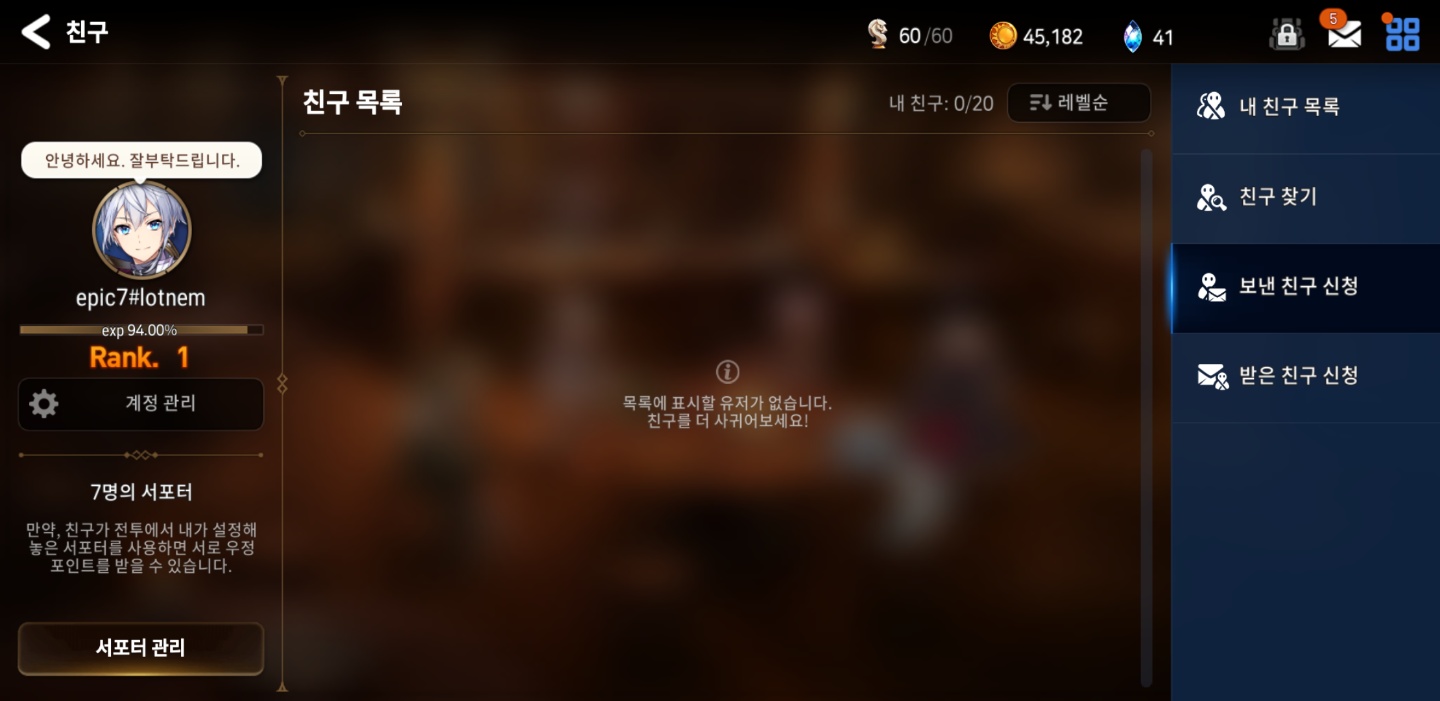 친구
60/60
45,182
41
5
안녕하세요. 잘부탁드립니다.
epic7#lotnem
exp 94.00%
Rank. 1
계정 관리
7명의 서포터
만약, 친구가 전투에서 내가 설정해
놓은 서포터를 사용하면 서로 우정
포인트를 받을 수 있습니다.
서포터 관리
친구 목록
내 친구: 0/20
레벨순
목록에 표시할 유저가 없습니다.
친구를 더 사귀어보세요!
내 친구 목록
친구 찾기
보낸 친구 신청
받은 친구 신청